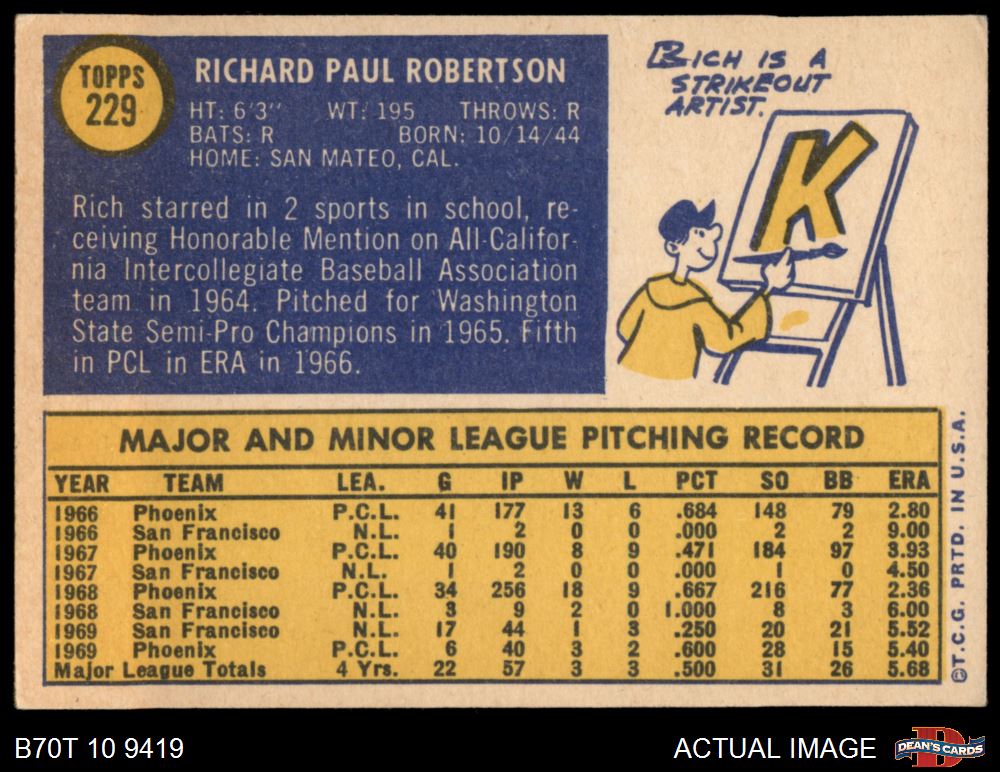 TOPPS
229
RICHARD PAUL ROBERTSON
HT: 6'3" WT: 195 THROWS: R
BATS: R BORN: 10/14/44
HOME: SAN MATEO, CAL.
Rich starred in 2 sports in school, re-
ceiving Honorable Mention on All-Califor-
nia Intercollegiate Baseball Association
team in 1964. Pitched for Washington
State Semi-Pro Champions in 1965. Fifth
in PCL in ERA in 1966.
RICH IS A
STRIKEOUT
ARTIST.
K
MAJOR AND MINOR LEAGUE PITCHING RECORD
YEAR TEAM LEA. G IP W L PCT SO BB ERA
1966 Phoenix P.C.L. 41 177 13 6 .684 148 79 2.80
1966 San Francisco N.L. 1 2 0 0 .000 2 2 9.00
1967 Phoenix P.C.L. 40 190 8 9 .471 184 97 3.93
1967 San Francisco N.L. 1 2 0 0 .000 1 0 4.50
1968 Phoenix P.C.L. 34 256 18 9 .667 216 77 2.36
1968 San Francisco N.L. 3 9 2 0 1.000 8 3 6.00
1969 San Francisco N.L. 17 44 1 3 .250 20 21 5.52
1969 Phoenix P.C.L. 6 40 3 2 .600 28 15 5.40
Major League Totals 4 Yrs. 22 57 3 3 .500 31 26 5.68
©T.C.G. PRTD. IN U.S.A.
B70T 10 9419
ACTUAL IMAGE
D
DEAN'S CARDS